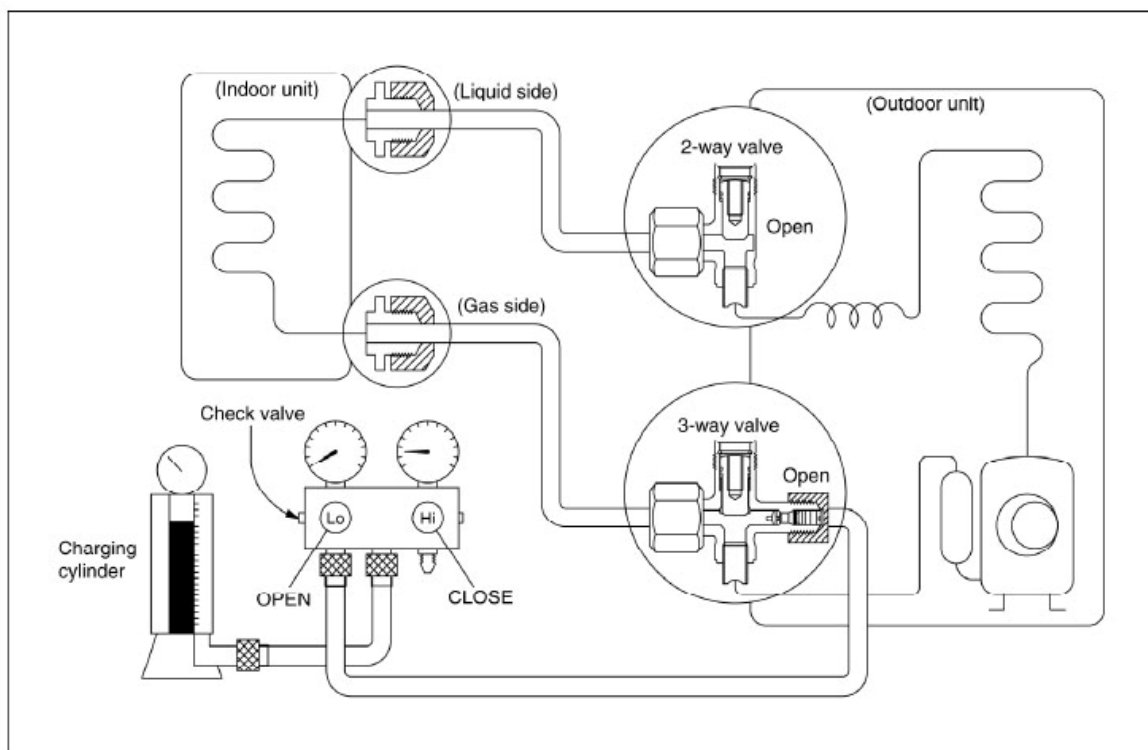 (Indoor unit)
(Liquid side)
(Outdoor unit)
2-way valve
Open
(Gas side)
Check valve
3-way valve
Open
Lo
Hi
Charging
cylinder
OPEN
CLOSE